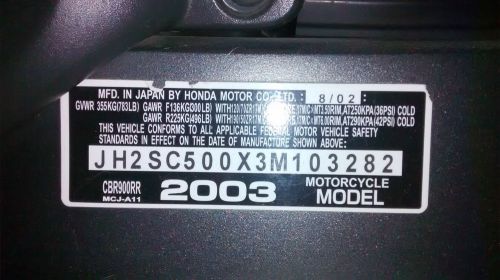 MFD. IN JAPAN BY HONDA MOTOR CO., LTD. 8/02
GVWR 355KG(783LB) GAWR F136KG(300LB) COLD
GAWR R225KG(496LB) COLD
THIS VEHICLE CONFORMS TO ALL APPLICABLE FEDERAL MOTOR VEHICLE SAFETY
STANDARDS IN EFFECT ON THE DATE OF MANUFACTURE SHOWN ABOVE.
JH2SC500X3M103282
CBR900RR 2003 MOTORCYCLE
MCJ-A11 MODEL